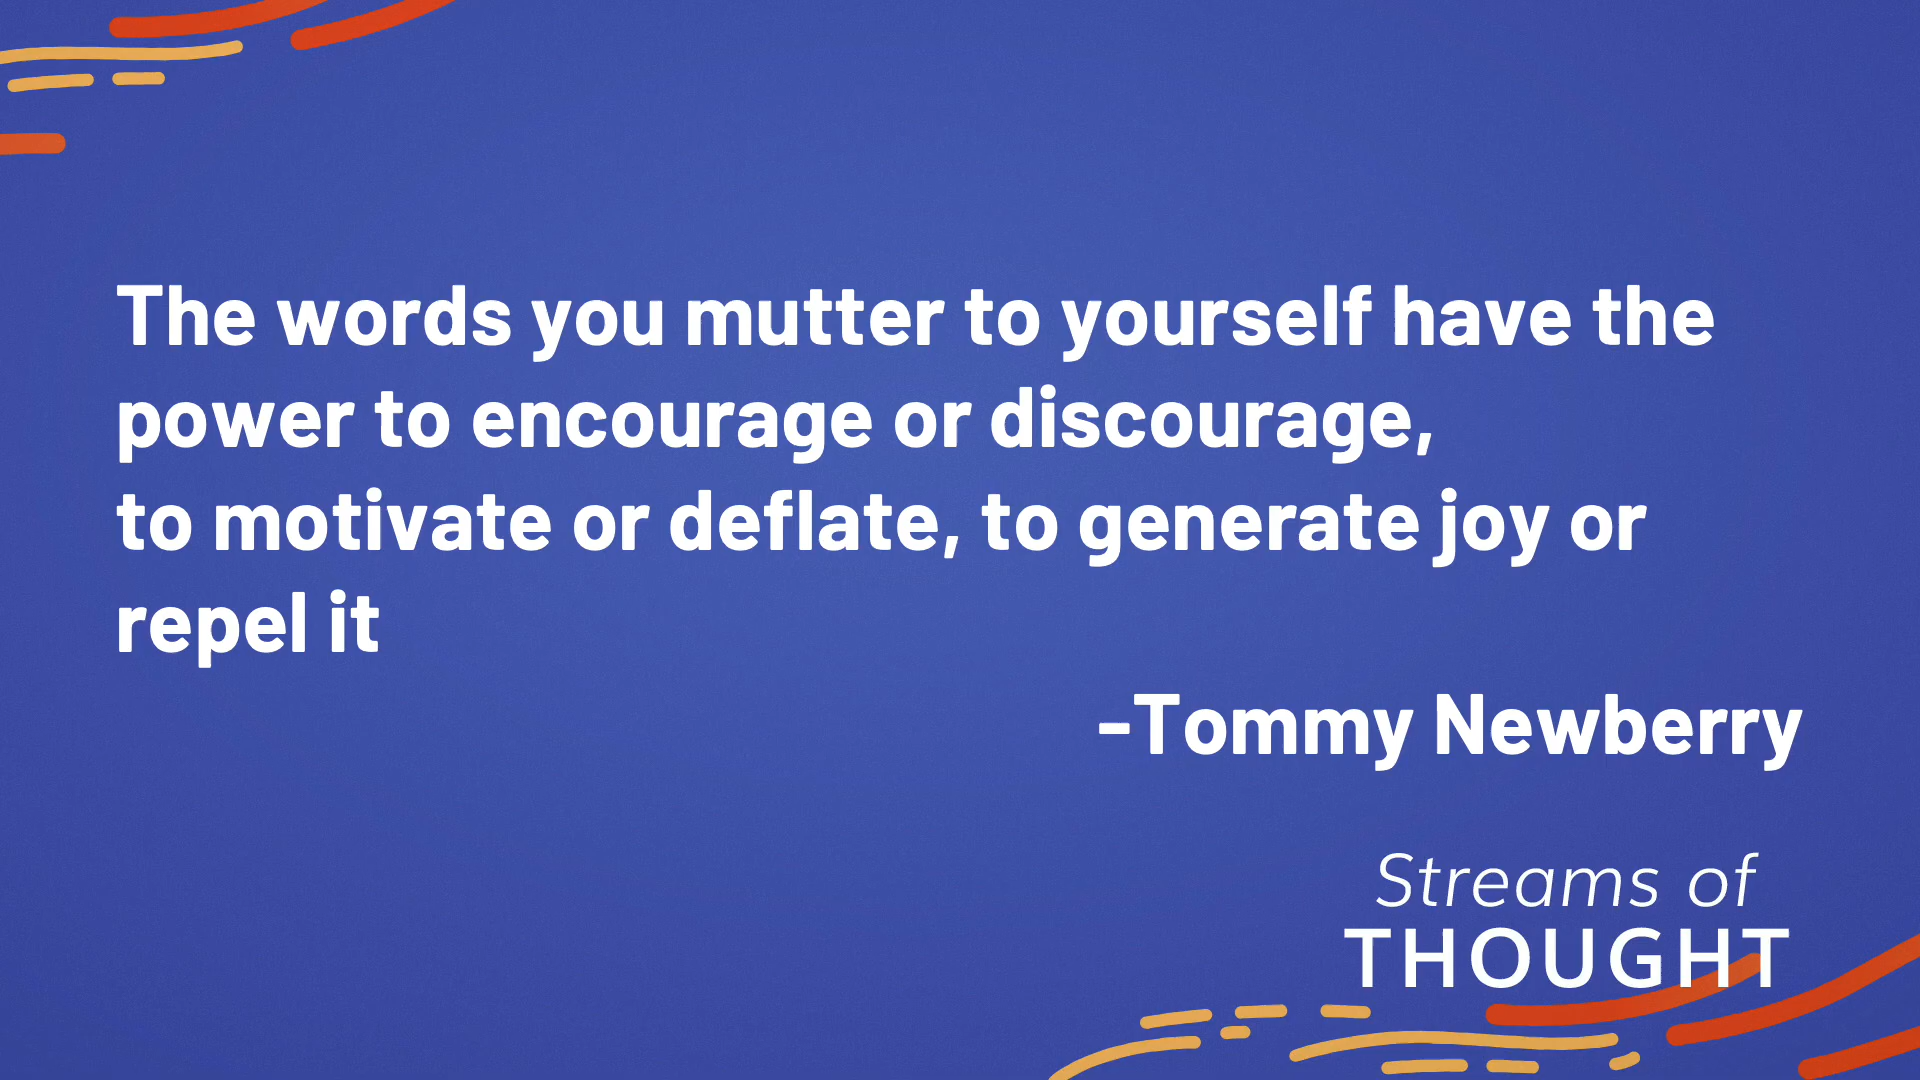 The words you mutter to yourself have the
power to encourage or discourage,
to motivate or deflate, to generate joy or
repel it
-Tommy Newberry
Streams of
THOUGHT